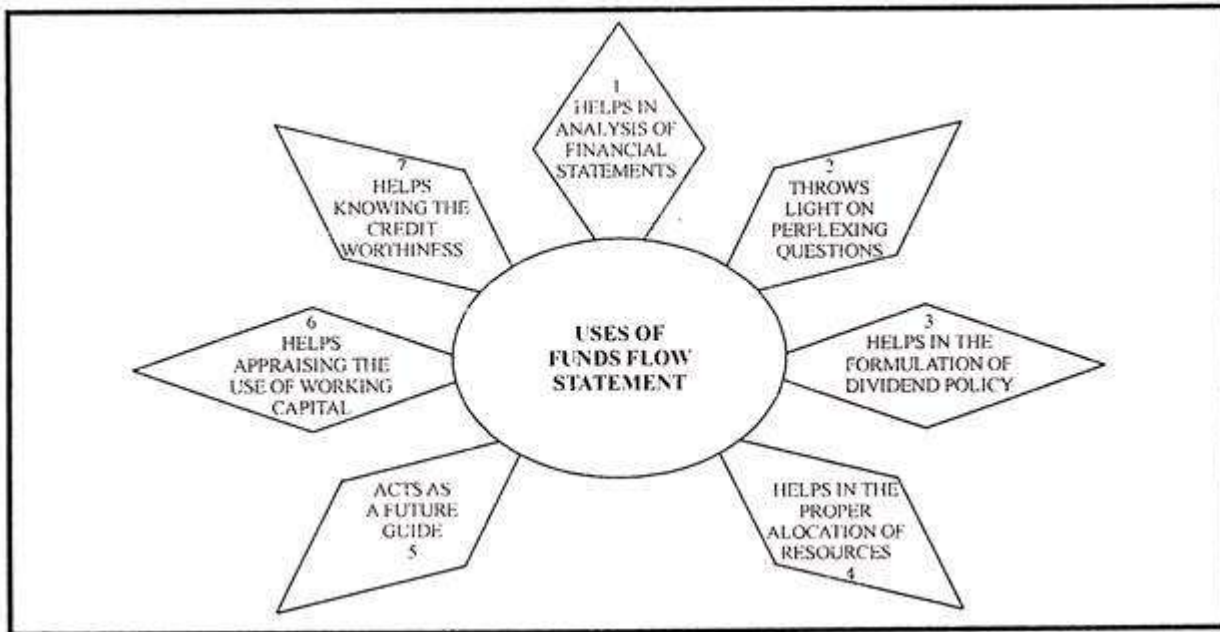 1
HELPS IN
ANALYSIS OF
FINANCIAL
STATEMENTS
2
THROWS
LIGHT ON
PERFLEXING
QUESTIONS
3
HELPS IN THE
FORMULATION OF
DIVIDEND POLICY
HELPS IN THE
PROPER
ALOCATION OF
RESOURCES
4
ACTS AS
A FUTURE
GUIDE
5
6
HELPS
APPRAISING THE
USE OF WORKING
CAPITAL
7
HELPS
KNOWING THE
CREDIT
WORTHINESS
USES OF
FUNDS FLOW
STATEMENT